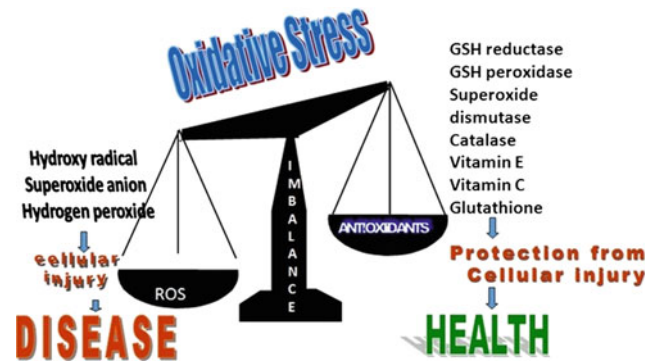 Oxidative Stress
GSH reductase
GSH peroxidase
Superoxide
dismutase
Catalase
Vitamin E
Vitamin C
Glutathione
Hydroxy radical
Superoxide anion
Hydrogen peroxide
IMBALANCE
ANTIOXIDANTS
cellular
injury
Protection from
Cellular injury
ROS
DISEASE
HEALTH